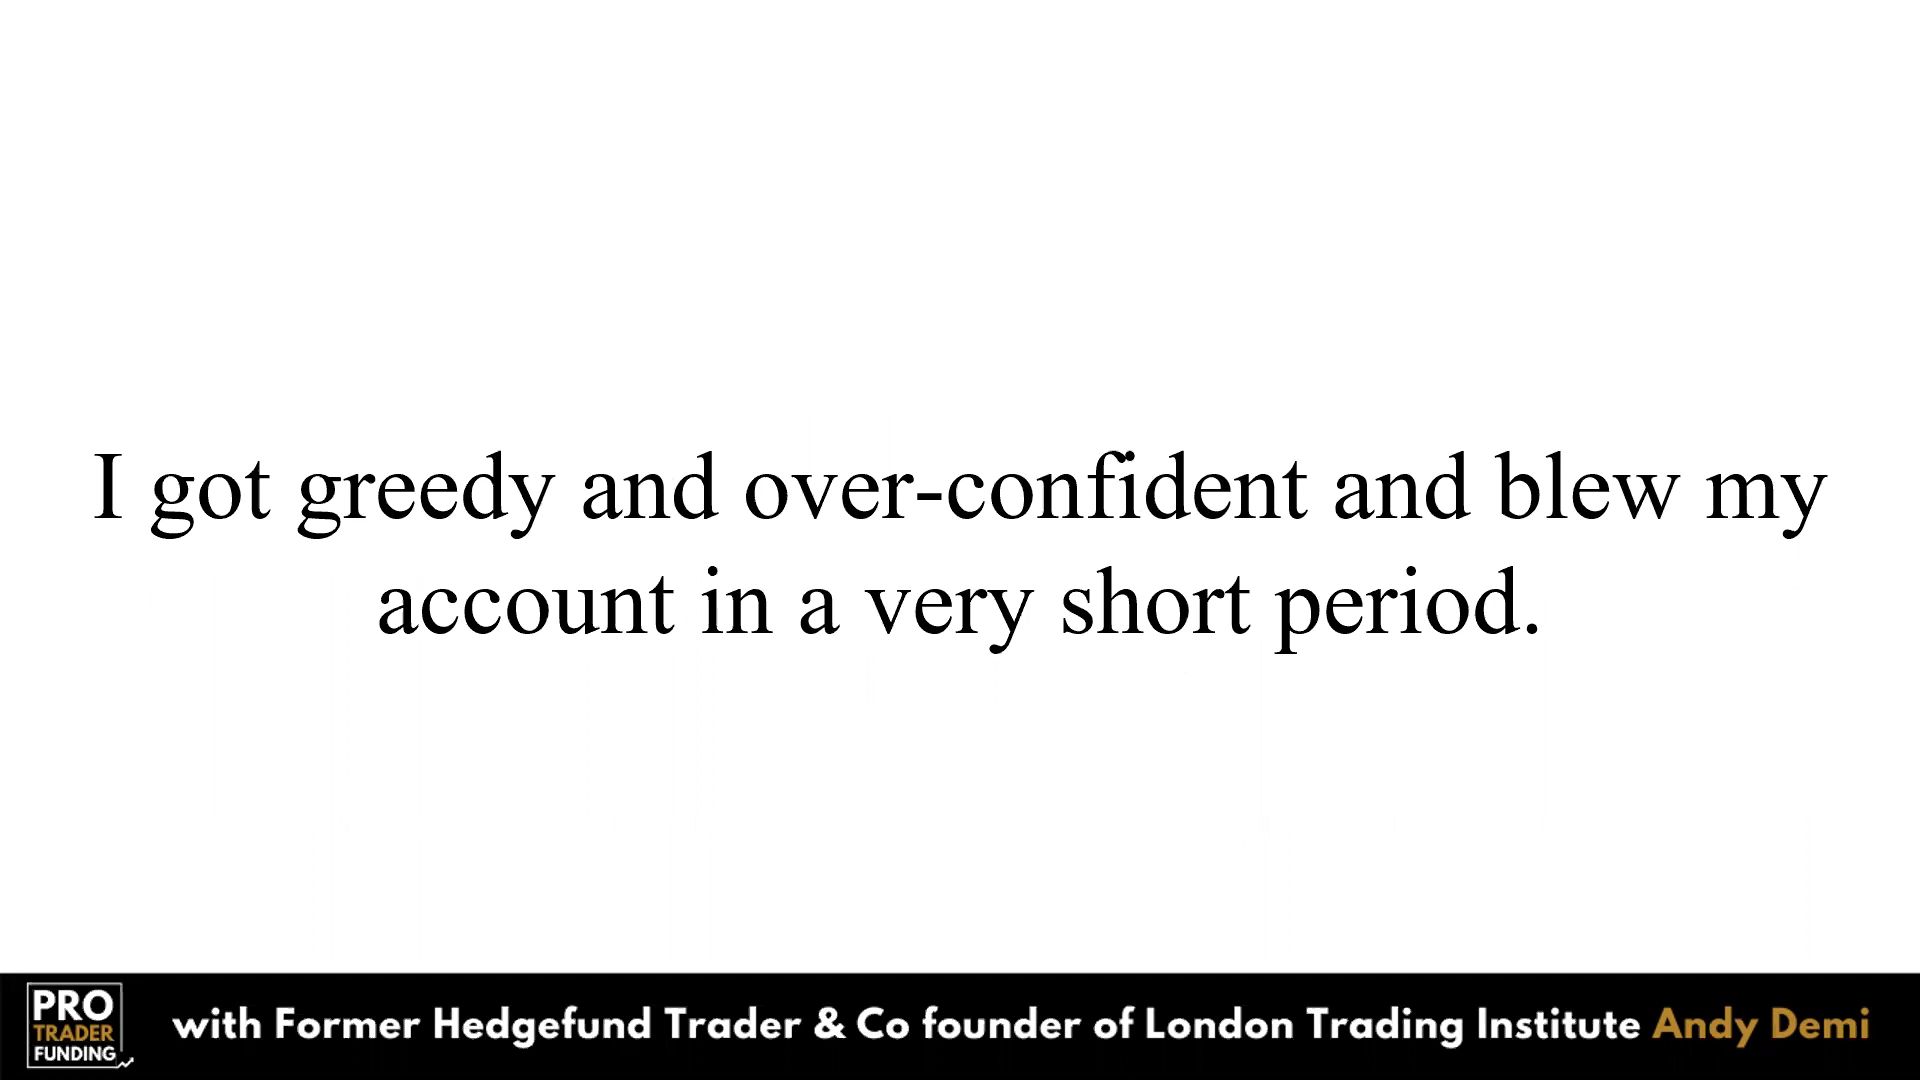 I got greedy and over-confident and blew my
account in a very short period.
PRO
TRADER
FUNDING
with Former Hedgefund Trader & Co founder of London Trading Institute Andy Demi